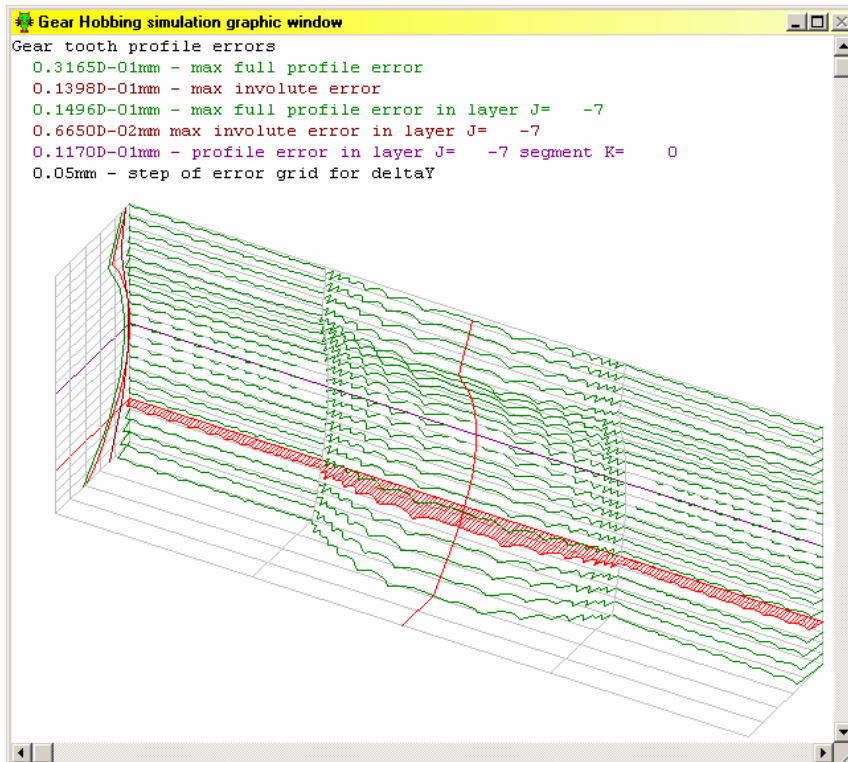 Gear Hobbing simulation graphic window
Gear tooth profile errors
0.3165D-01mm - max full profile error
0.1398D-01mm - max involute error
0.1496D-01mm - max full profile error in layer J= -7
0.6650D-02mm max involute error in layer J= -7
0.1170D-01mm - profile error in layer J= -7 segment K= 0
0.05mm - step of error grid for deltaY